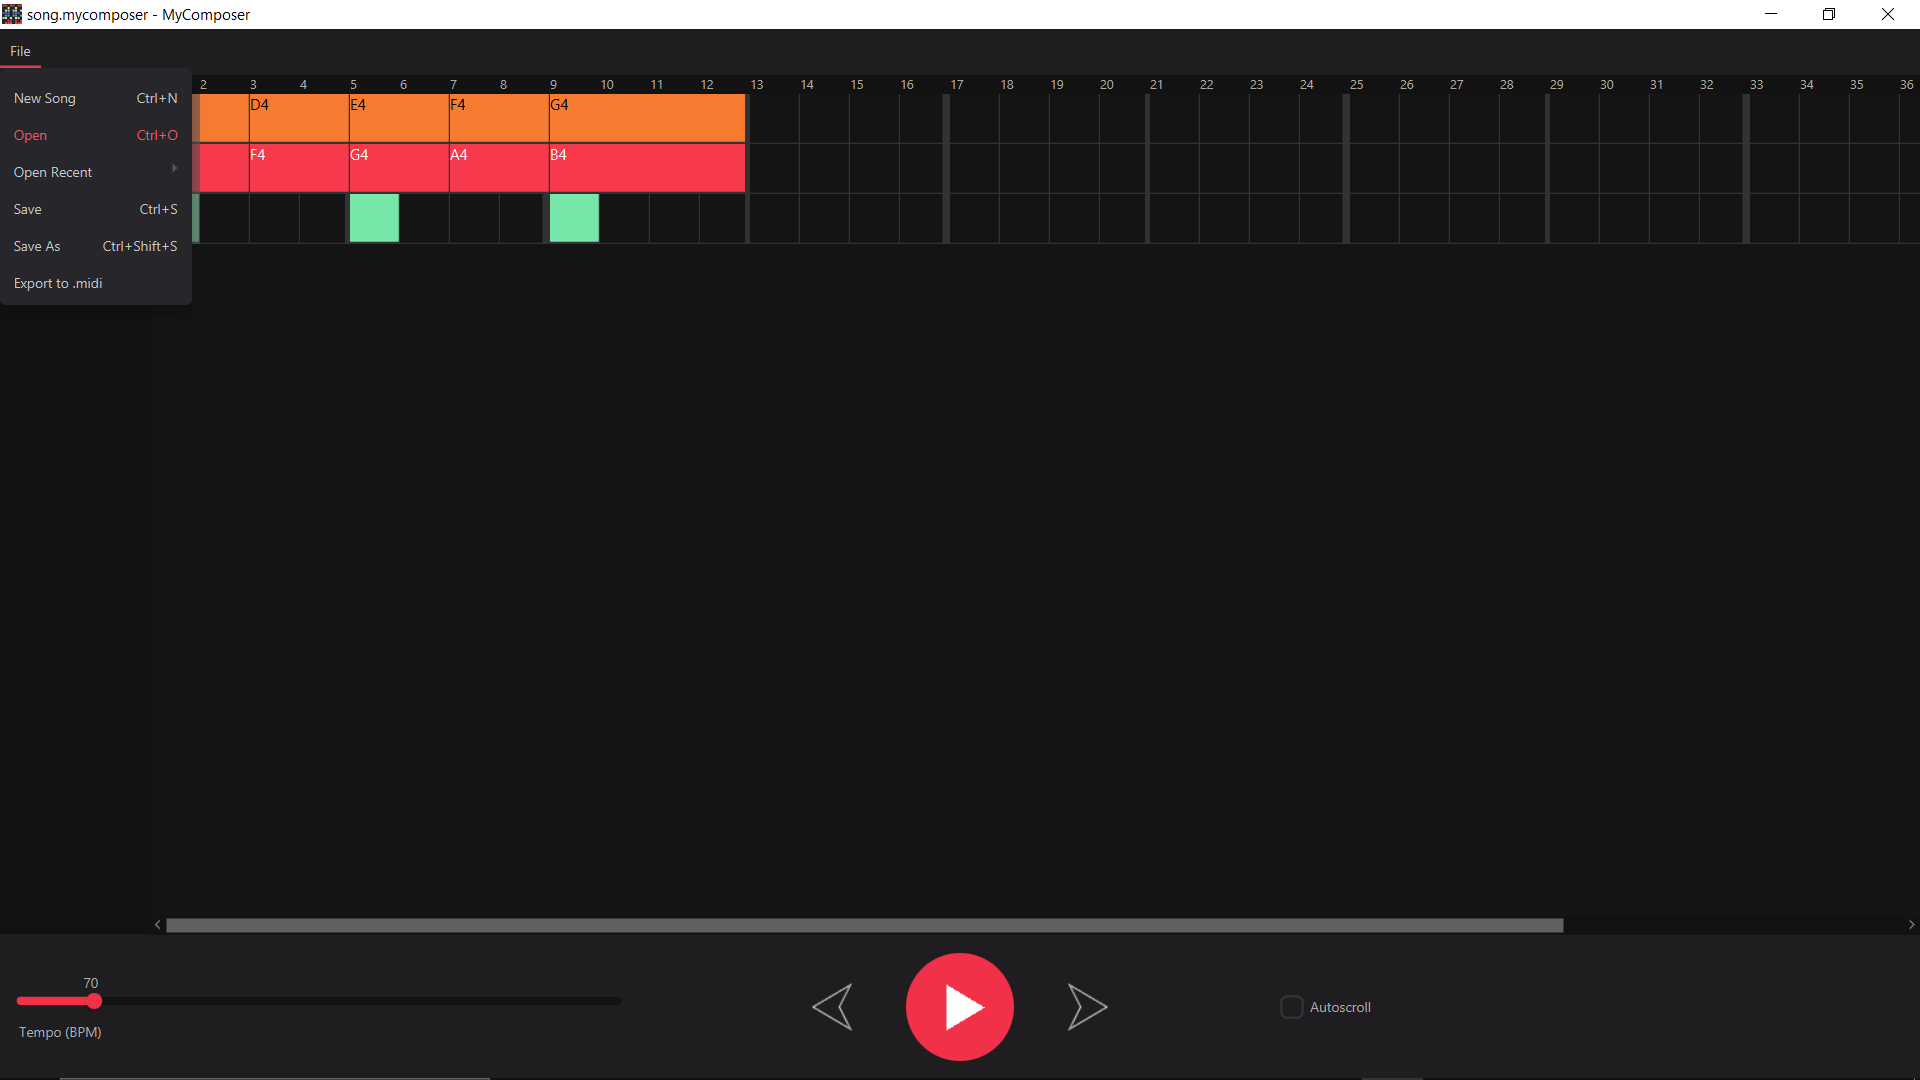 song.mycomposer - MyComposer
File
2 3 4 5 6 7 8 9 10 11 12 13 14 15 16 17 18 19 20 21 22 23 24 25 26 27 28 29 30 31 32 33 34 35 36
New Song Ctrl+N
Open Ctrl+O
Open Recent
Save Ctrl+S
Save As Ctrl+Shift+S
Export to .midi
D4 E4 F4 G4
F4 G4 A4 B4
70
Tempo (BPM)
Autoscroll